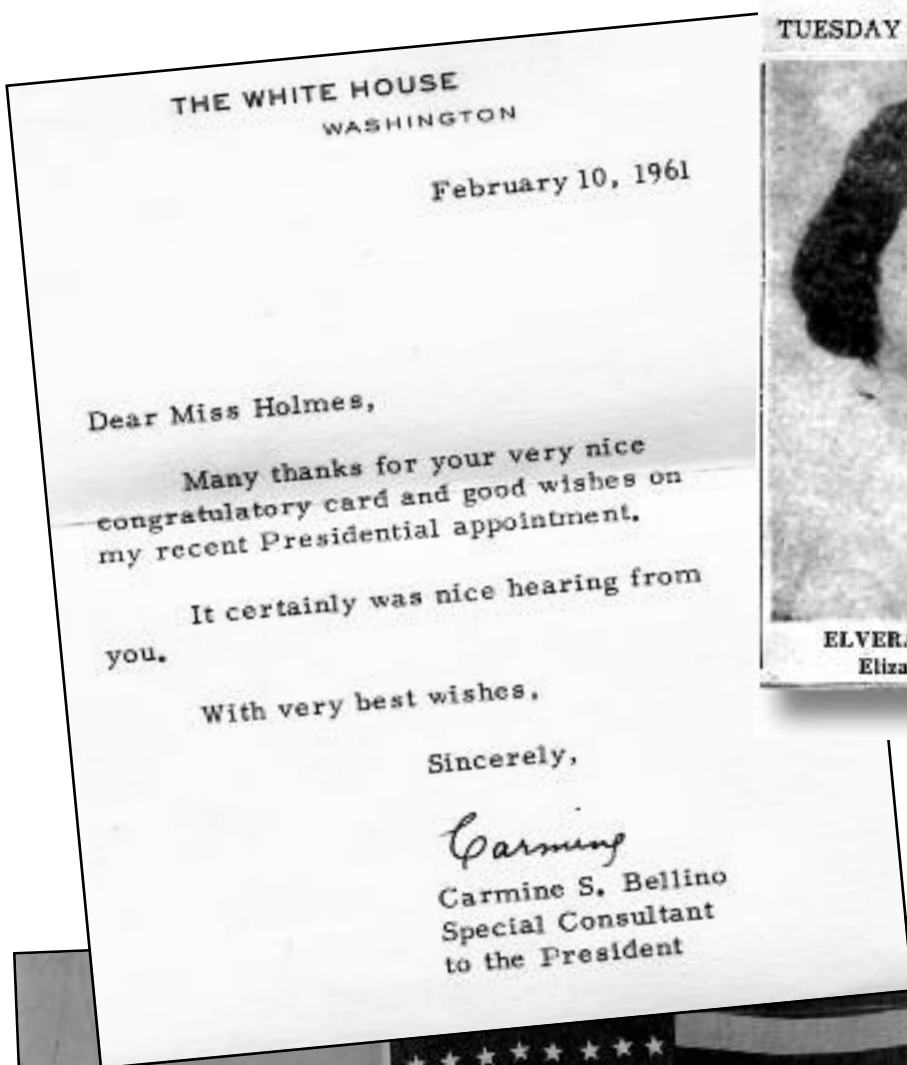 THE WHITE HOUSE
WASHINGTON
February 10, 1961
Dear Miss Holmes,
Many thanks for your very nice
congratulatory card and good wishes on
my recent Presidential appointment.
It certainly was nice hearing from
you.
With very best wishes,
Sincerely,
Carmine
Carmine S. Bellino
Special Consultant
to the President
TUESDAY
ELVERA
Eliza